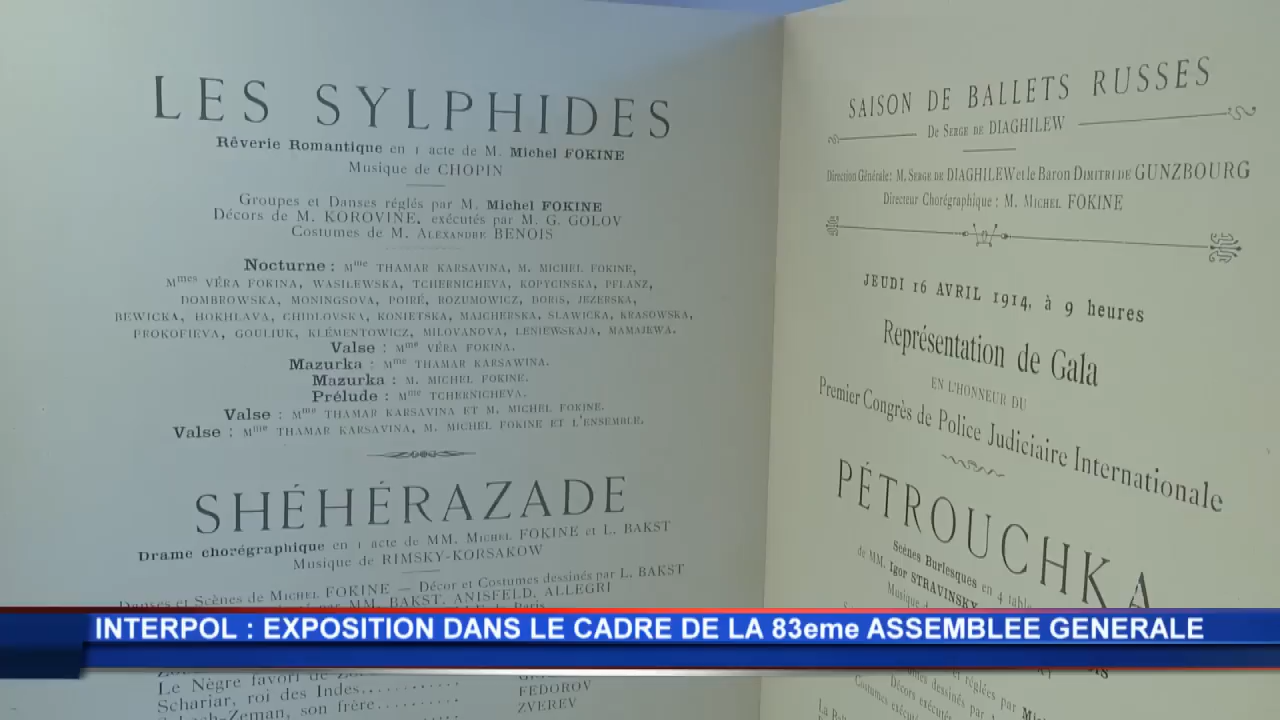 LES SYLPHIDES
Rêverie Romantique en 1 acte de M. Michel FOKINE
Musique de CHOPIN
Groupes et Danses réglés par M. Michel FOKINE
Décors de M. KOROVINE, exécutés par M. G. GOLOV
Costumes de M. ALEXANDRE BENOIS
Nocturne : Mme THAMAR KARSAVINA, M. MICHEL FOKINE,
Mmes VÉRA FOKINA, WASILEWSKA, TCHERNICHEVA, KOPYCINSKA, PFLANZ,
DOMBROWSKA, MONINGSOVA, POIRÉ, ROZUMOWICZ, DORIS, JEZERSKA,
BEWICKA, HOKHLAVA, CHIDLOVSKA, KONIETSKA, MAJCHERSKA, SLAWICKA, KRASOWSKA,
PROKOFIEVA, GOULIUK, KLÉMENTOWICZ, MILOVANOVA, LENIEWSKAJA, MAMAJEWA.
Valse : Mme VÉRA FOKINA.
Mazurka : Mme THAMAR KARSAWINA.
Mazurka : M. MICHEL FOKINE.
Prélude : Mme TCHERNICHEVA.
Valse : Mme THAMAR KARSAVINA ET M. MICHEL FOKINE.
Valse : Mme THAMAR KARSAVINA, M. MICHEL FOKINE ET L'ENSEMBLE.
SHÉHÉRAZADE
Drame chorégraphique en 1 acte de MM. MICHEL FOKINE et L. BAKST
Musique de RIMSKY-KORSAKOW
Danses et Scènes de MICHEL FOKINE — Décor et Costumes dessinés par L. BAKST
par MM. BAKST, ANISFELD, ALLEGRI
Le Nègre favori de
Schariar, roi des Indes.......... FEDOROV
son frère.......... ZVEREV
SAISON DE BALLETS RUSSES
De SERGE DE DIAGHILEW
Direction Générale : M. SERGE DE DIAGHILEW et le Baron DIMITRI DE GUNZBOURG
Directeur Chorégraphique : M. MICHEL FOKINE
JEUDI 16 AVRIL 1914, à 9 heures
Représentation de Gala
EN L'HONNEUR DU
Premier Congrès de Police Judiciaire Internationale
PÉTROUCHKA
Scènes Burlesques en 4
de MM. IGOR STRAVINSKY
Musique
réglées par
dessinés par
Décors
Costumes
INTERPOL : EXPOSITION DANS LE CADRE DE LA 83eme ASSEMBLEE GENERALE